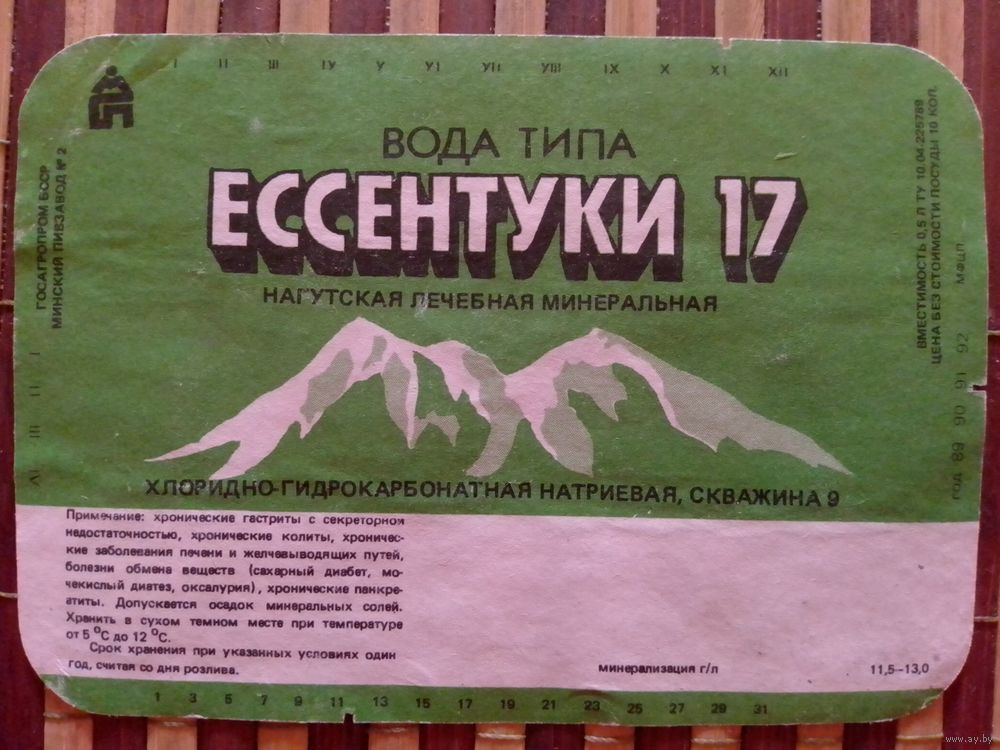 I II III IУ У УI УII УIII IX X XI XII
ВОДА ТИПА
ЕССЕНТУКИ 17
НАГУТСКАЯ ЛЕЧЕБНАЯ МИНЕРАЛЬНАЯ
ХЛОРИДНО-ГИДРОКАРБОНАТНАЯ НАТРИЕВАЯ, СКВАЖИНА 9
ГОСАГРОПРОМ БССР
МИНСКИЙ ПИВЗАВОД № 2
ВМЕСТИМОСТЬ 0,5 Л ТУ 10.04.225789
ЦЕНА БЕЗ СТОИМОСТИ ПОСУДЫ 10 КОП.
ГОД 89 90 91 92 МФЦП
Примечание: хронические гастриты с секреторном
недостаточностью, хронические колиты, хроничес-
кие заболевания печени и желчевыводящих путей,
болезни обмена веществ (сахарный диабет, мо-
чекислый диатез, оксалурия), хронические панкре-
атиты. Допускается осадок минеральных солей.
Хранить в сухом темном месте при температуре
от 5 °С до 12 °С.
Срок хранения при указанных условиях один
год, считая со дня розлива.
минерализация г/л 11,5-13,0
1 3 5 7 9 11 13 15 17 19 21 23 25 27 29 31
www.ay.by